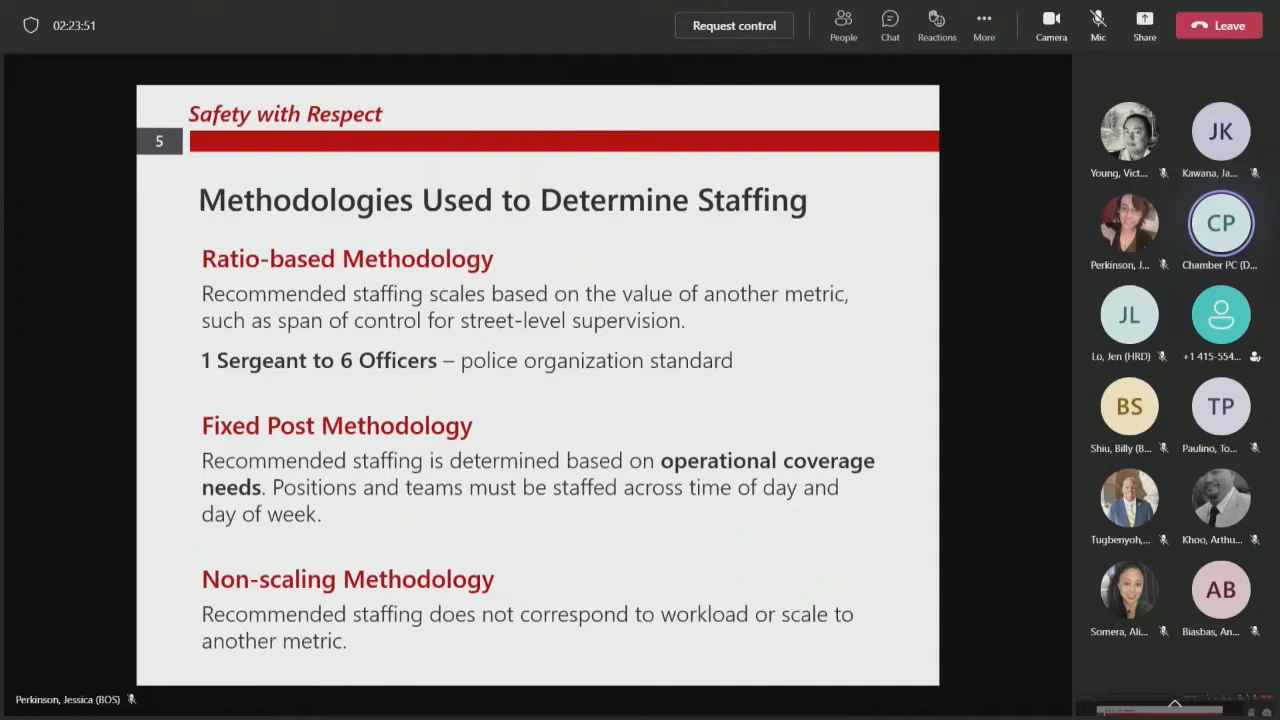 02:23:51
Request control
People
Chat
Reactions
More
Camera
Mic
Share
Leave
Safety with Respect
5
Methodologies Used to Determine Staffing
Ratio-based Methodology
Recommended staffing scales based on the value of another metric,
such as span of control for street-level supervision.
1 Sergeant to 6 Officers – police organization standard
Fixed Post Methodology
Recommended staffing is determined based on operational coverage
needs. Positions and teams must be staffed across time of day and
day of week.
Non-scaling Methodology
Recommended staffing does not correspond to workload or scale to
another metric.
Perkinson, Jessica (BOS)
JK
Young, Vict...
Kawana, Ja...
CP
Perkinson, J...
Chamber PC (D...
JL
Lo, Jen (HRD)
+1 415-554...
BS
TP
Shiu, Billy (B...
Paulino, To...
Tugbenyoh,...
Khoo, Arthu...
AB
Somera, Ali...
Biasbas, An...